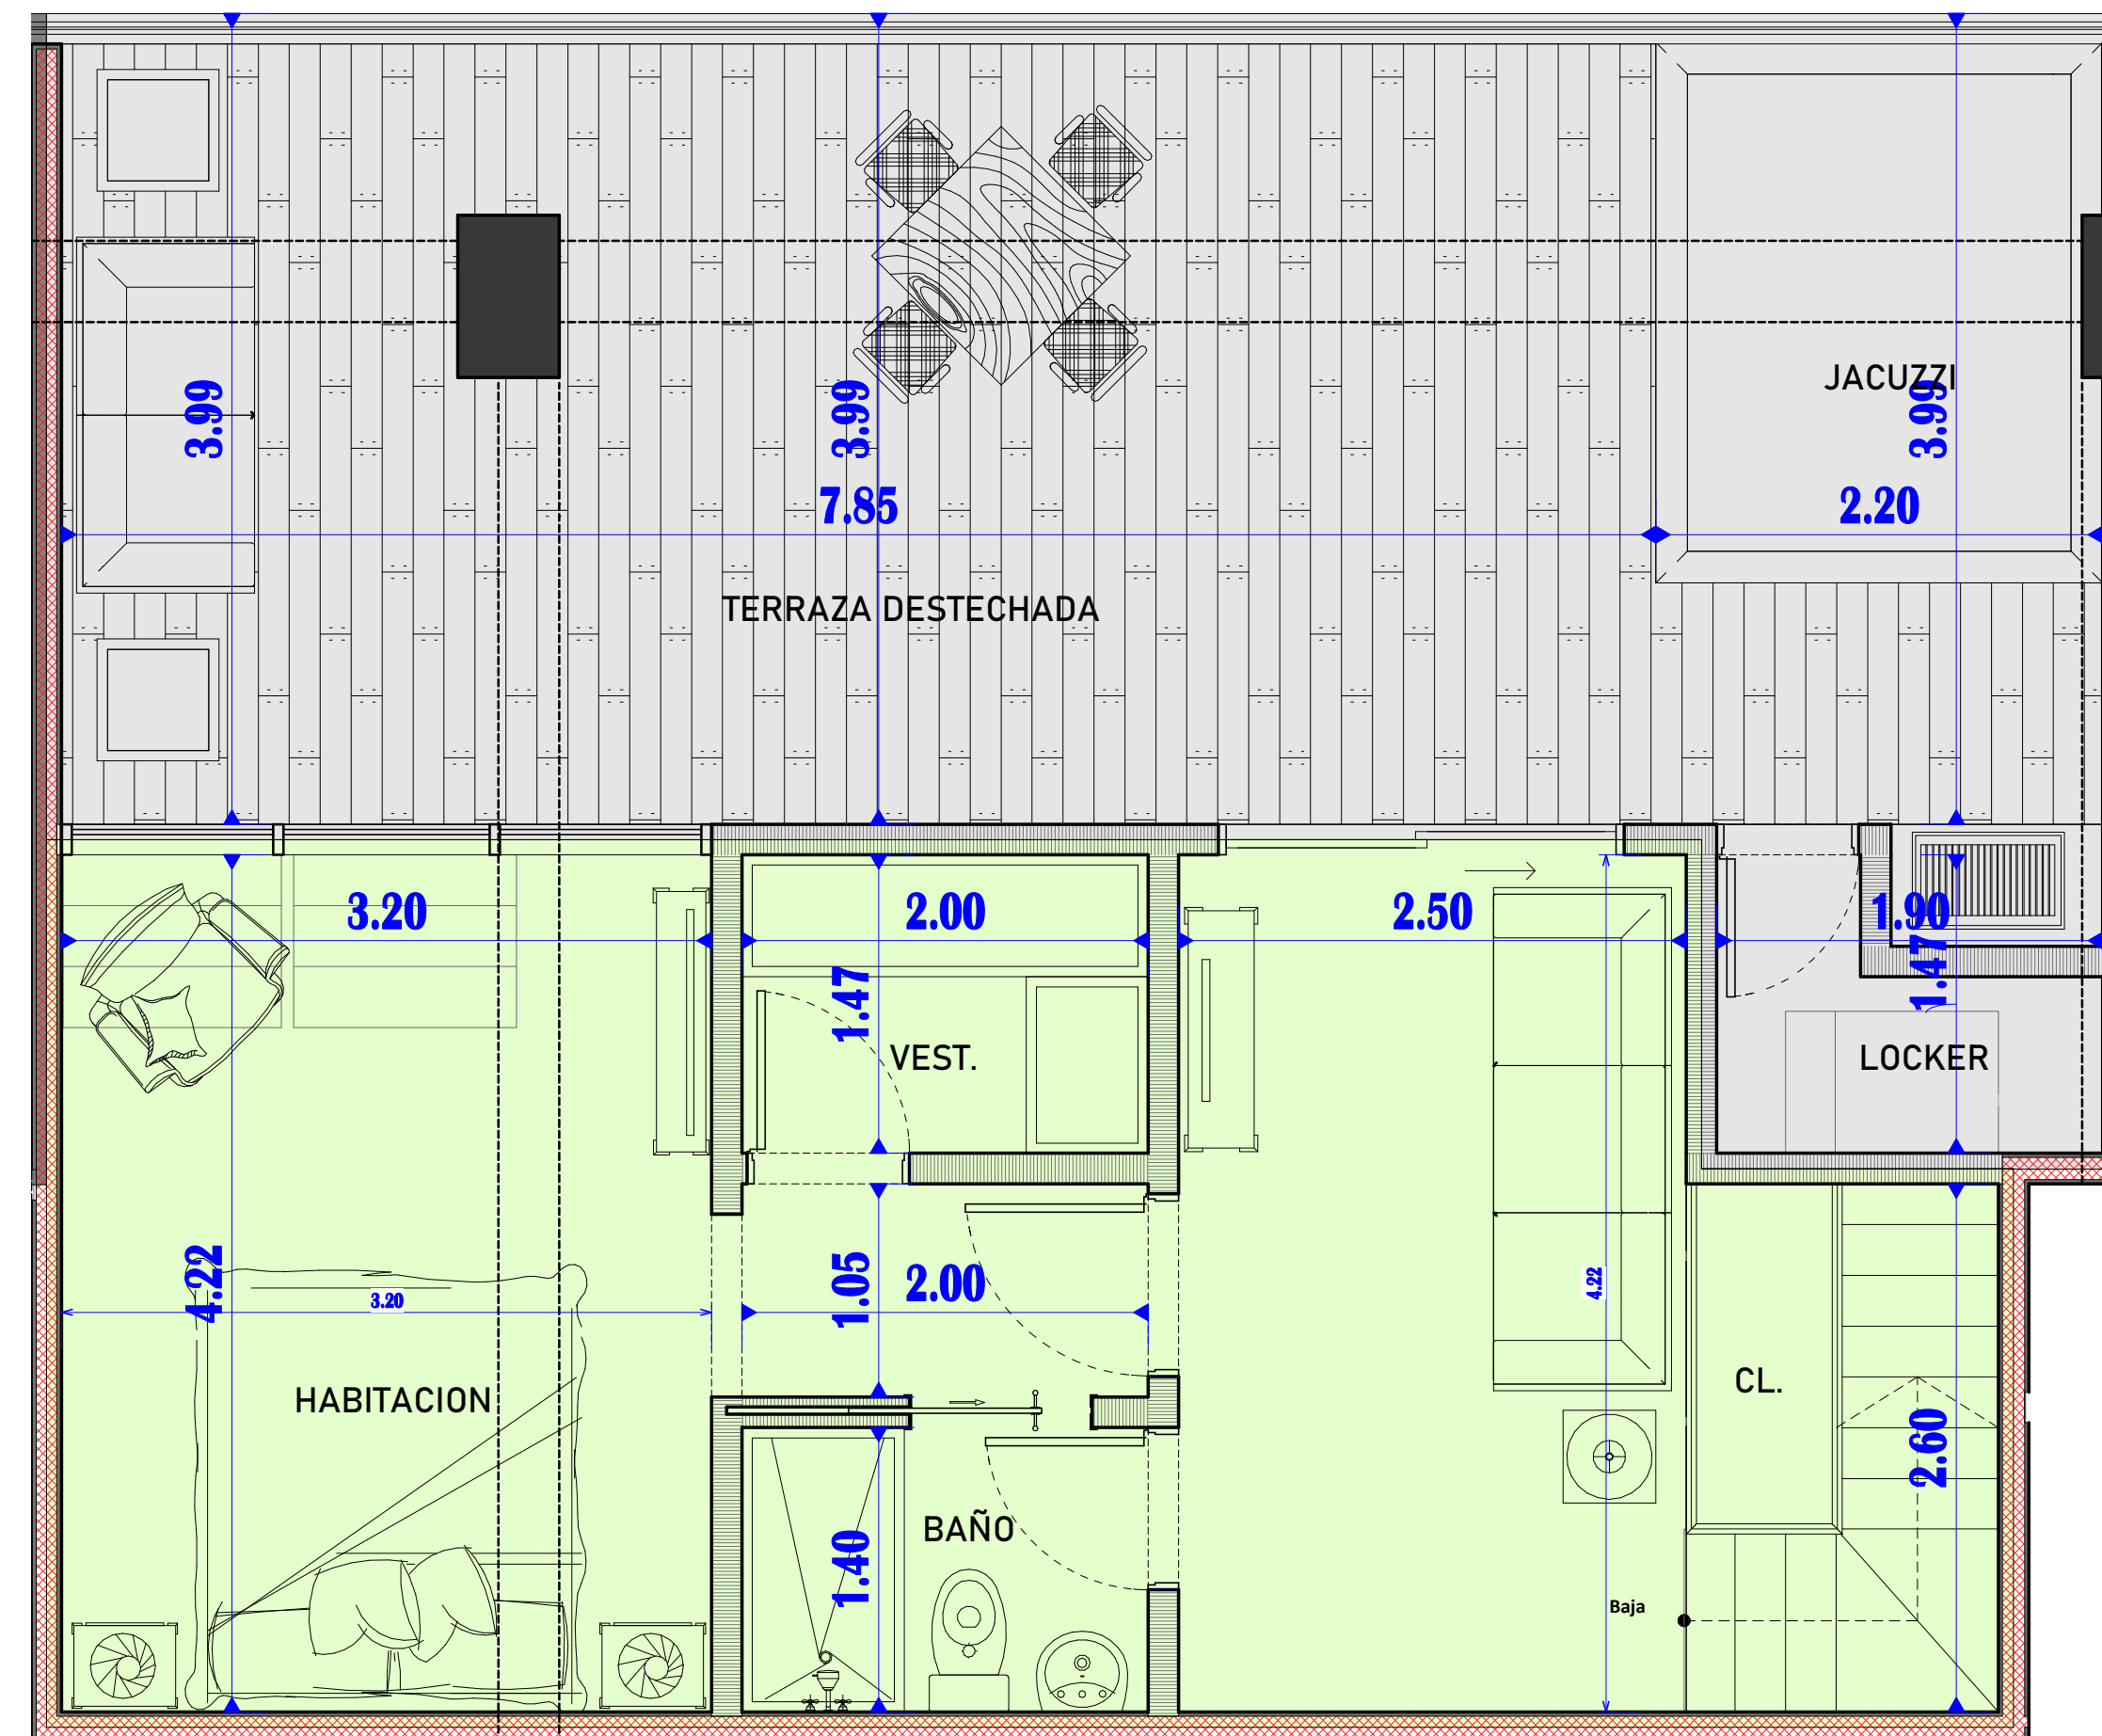 JACUZZI
3.99
3.99
3.99
7.85
2.20
TERRAZA DESTECHADA
3.20
2.00
2.50
1.90
1.47
1.47
VEST.
LOCKER
4.22
3.20
1.05
2.00
4.22
HABITACION
CL.
2.60
BAÑO
1.40
Baja